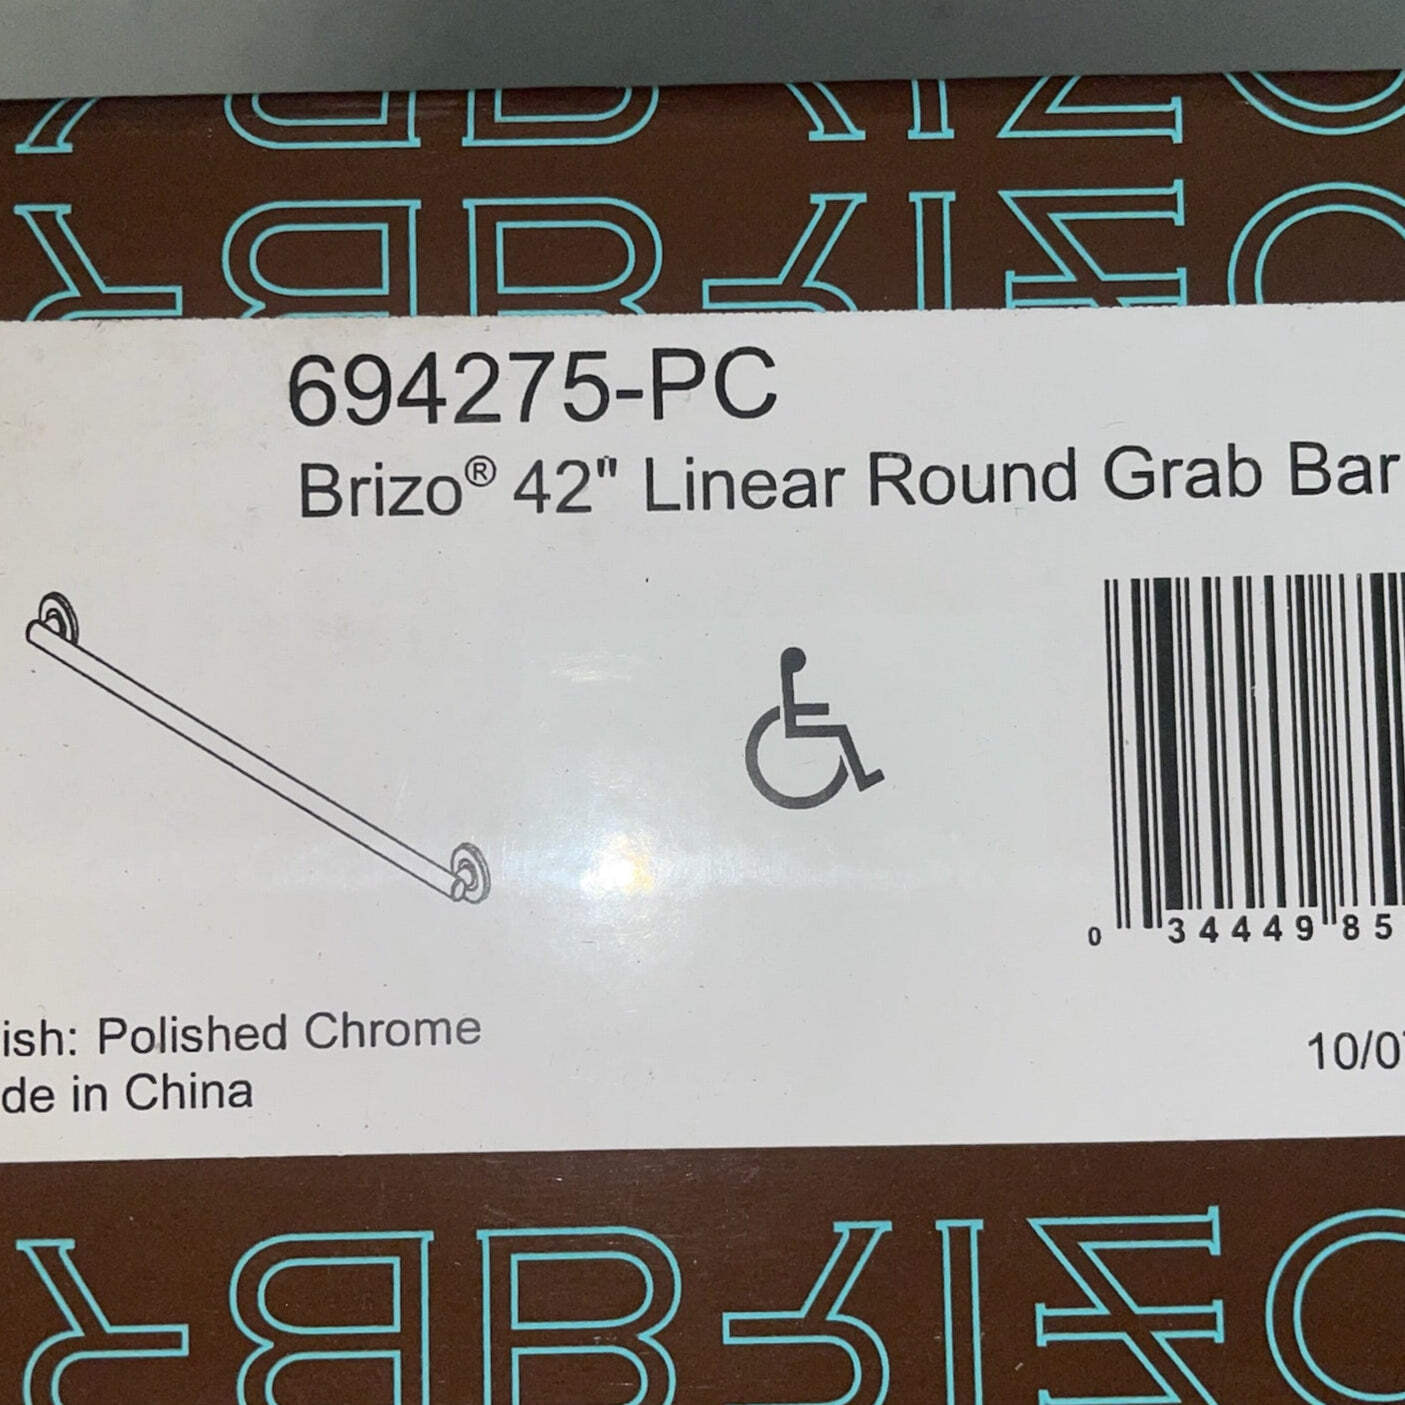 694275-PC
Brizo® 42" Linear Round Grab Bar
0 34449 85
ish: Polished Chrome
10/0
de in China